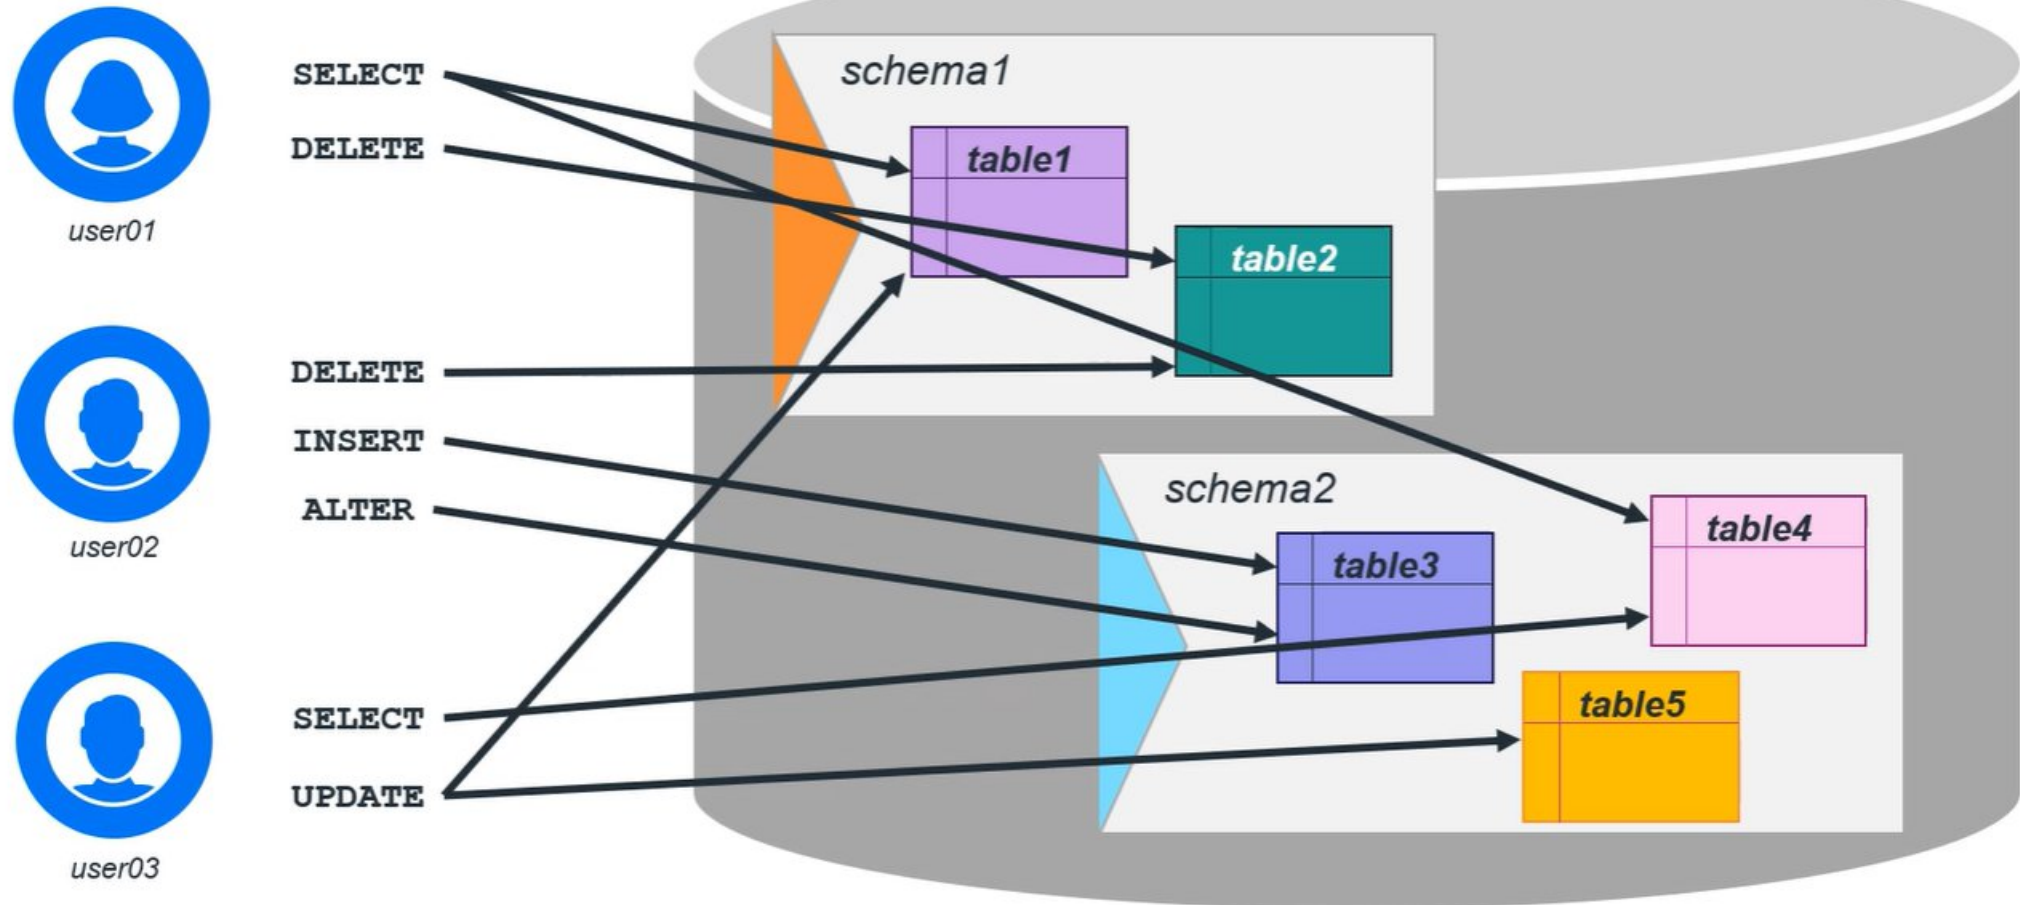 SELECT
DELETE
user01
DELETE
INSERT
ALTER
user02
SELECT
UPDATE
user03
schema1
table1
table2
schema2
table3
table4
table5